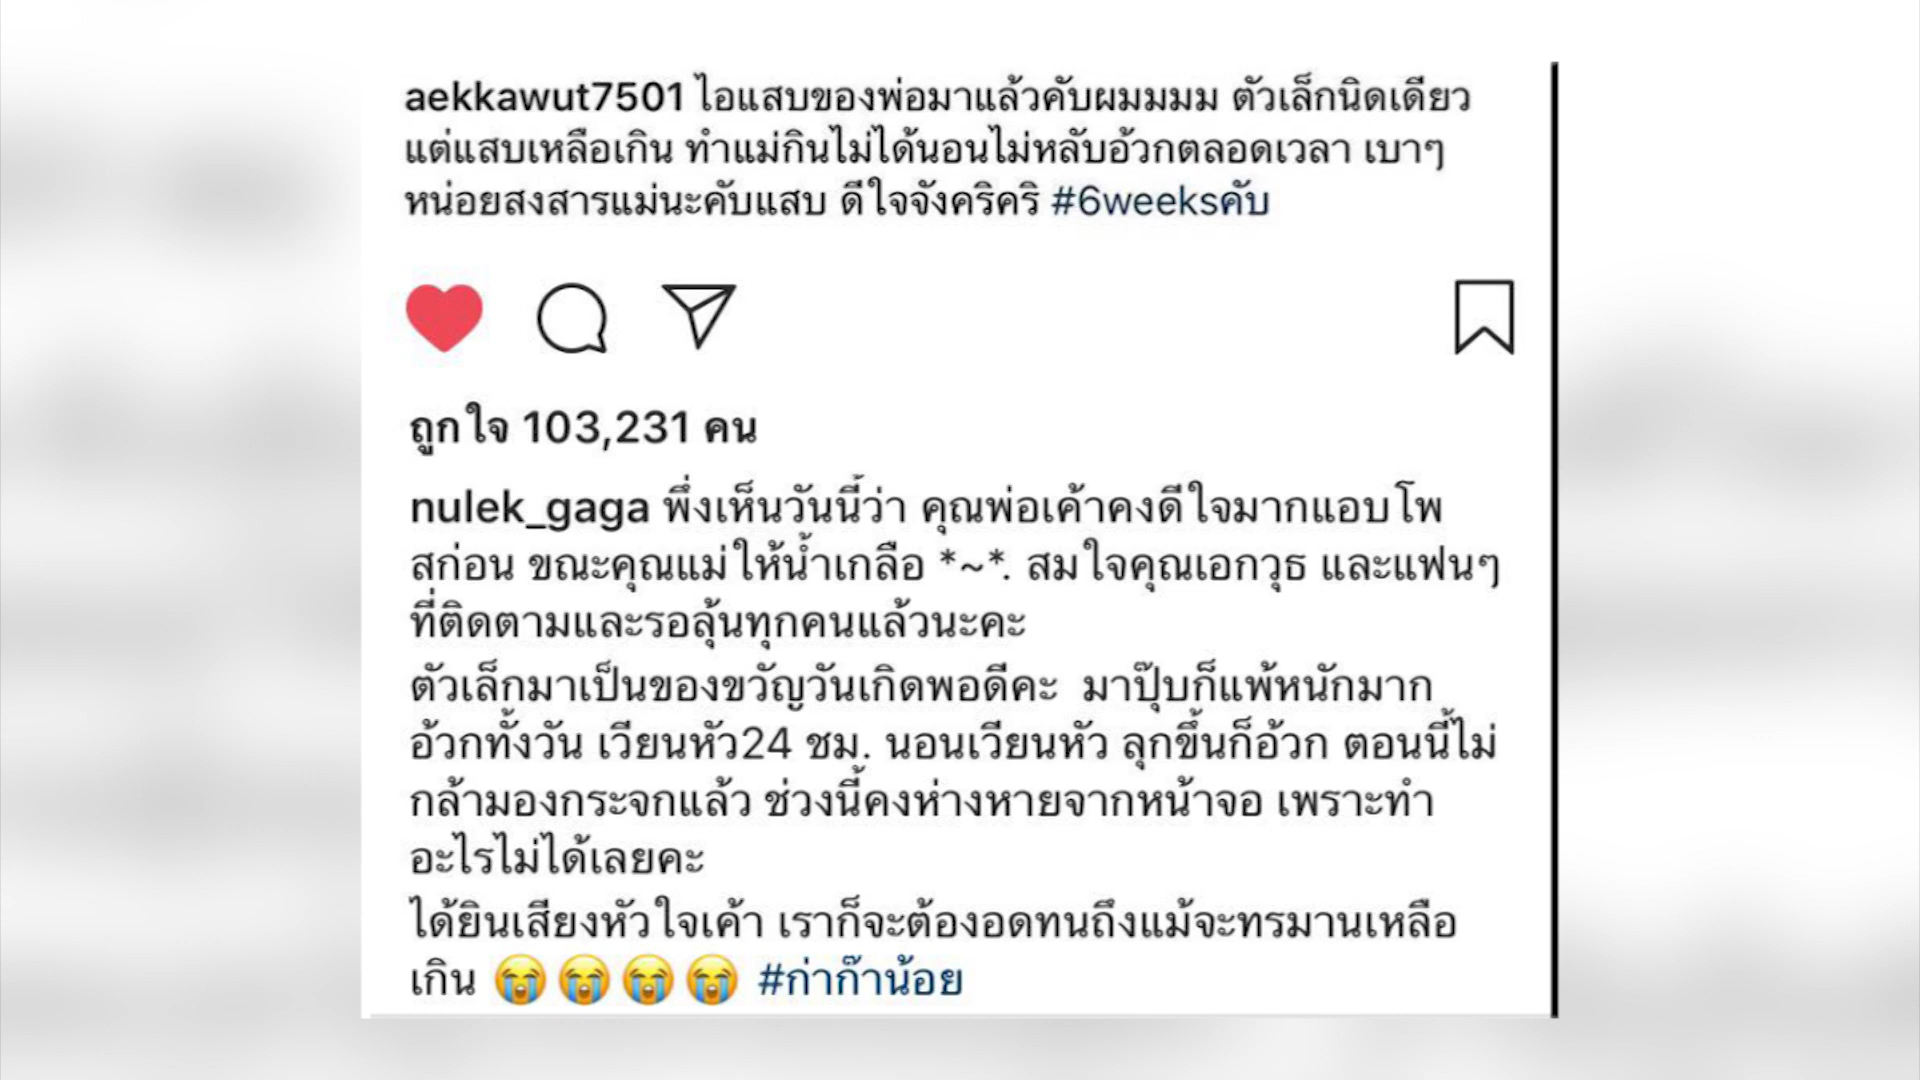 aekkawut7501 ไอแสบของพ่อมาแล้วคับผมมมม ตัวเล็กนิดเดียว
แต่แสบเหลือเกิน ทำแม่กินไม่ได้นอนไม่หลับอ้วกตลอดเวลา เบาๆ
หน่อยสงสารแม่นะคับแสบ ดีใจจังคริคริ #6weeksคับ
ถูกใจ 103,231 คน
nulek_gaga พึ่งเห็นวันนี้ว่า คุณพ่อเค้าคงดีใจมากแอบโพ
สก่อน ขณะคุณแม่ให้น้ำเกลือ *~*. สมใจคุณเอกวุธ และแฟนๆ
ที่ติดตามและรอลุ้นทุกคนแล้วนะคะ
ตัวเล็กมาเป็นของขวัญวันเกิดพอดีคะ มาปุ๊บก็แพ้หนักมาก
อ้วกทั้งวัน เวียนหัว24 ชม. นอนเวียนหัว ลุกขึ้นก็อ้วก ตอนนี้ไม่
กล้ามองกระจกแล้ว ช่วงนี้คงห่างหายจากหน้าจอ เพราะทำ
อะไรไม่ได้เลยคะ
ได้ยินเสียงหัวใจเค้า เราก็จะต้องอดทนถึงแม้จะทรมานเหลือ
เกิน 😭😭😭😭 #ก่าก๊าน้อย